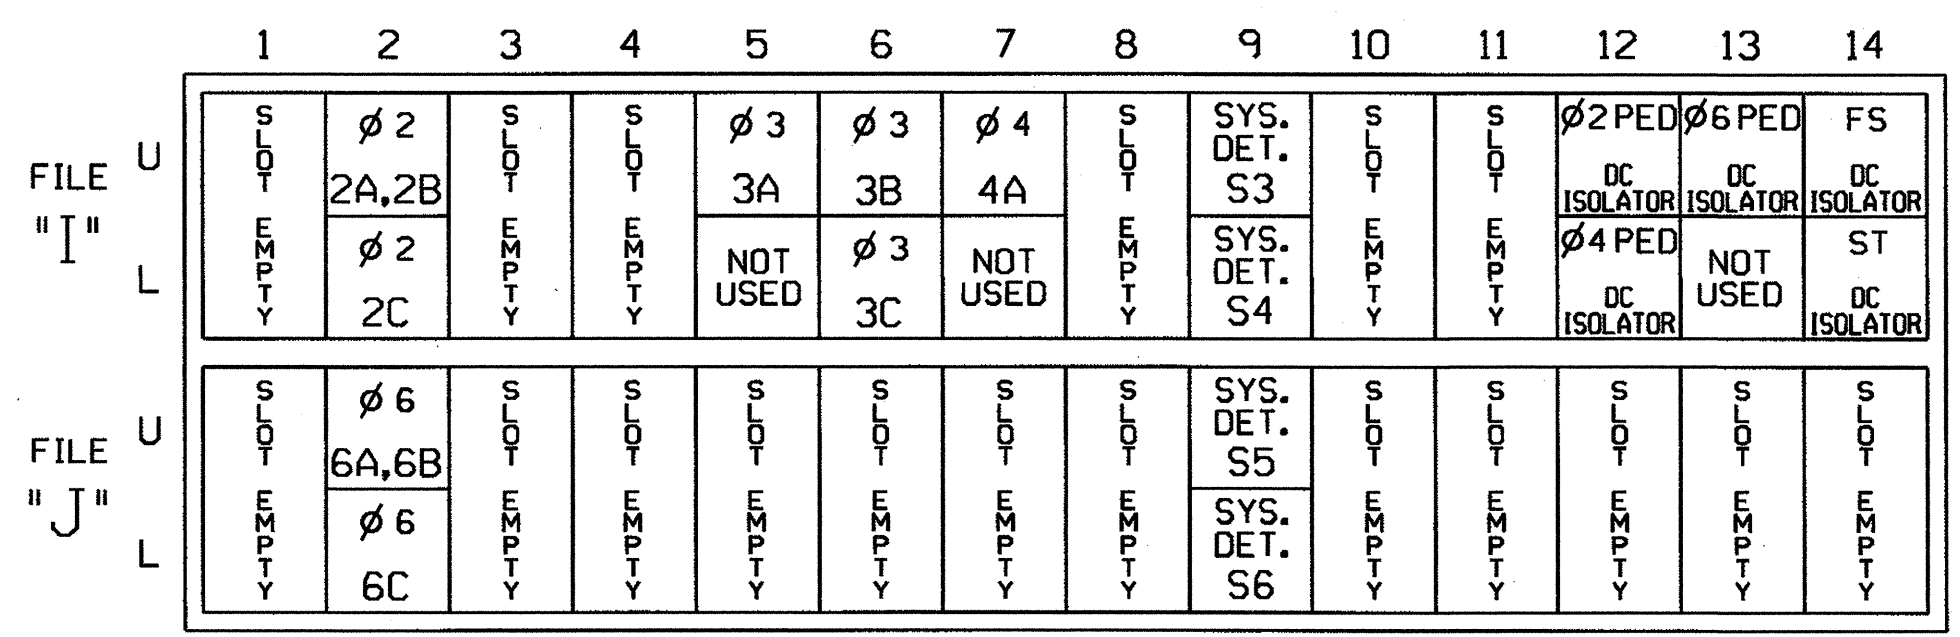 1 2 3 4 5 6 7 8 9 10 11 12 13 14
FILE "I"
U
L
SLOT EMPTY
Ø 2
2A,2B
Ø 2
2C
SLOT EMPTY
SLOT EMPTY
Ø 3
3A
NOT
USED
Ø 3
3B
Ø 3
3C
Ø 4
4A
NOT
USED
SLOT EMPTY
SYS.
DET.
S3
SYS.
DET.
S4
SLOT EMPTY
SLOT EMPTY
Ø2 PED
DC
ISOLATOR
Ø4 PED
DC
ISOLATOR
Ø6 PED
DC
ISOLATOR
NOT
USED
FS
DC
ISOLATOR
ST
DC
ISOLATOR
FILE "J"
U
L
SLOT EMPTY
Ø 6
6A,6B
Ø 6
6C
SLOT EMPTY
SLOT EMPTY
SLOT EMPTY
SLOT EMPTY
SLOT EMPTY
SLOT EMPTY
SYS.
DET.
S5
SYS.
DET.
S6
SLOT EMPTY
SLOT EMPTY
SLOT EMPTY
SLOT EMPTY
SLOT EMPTY